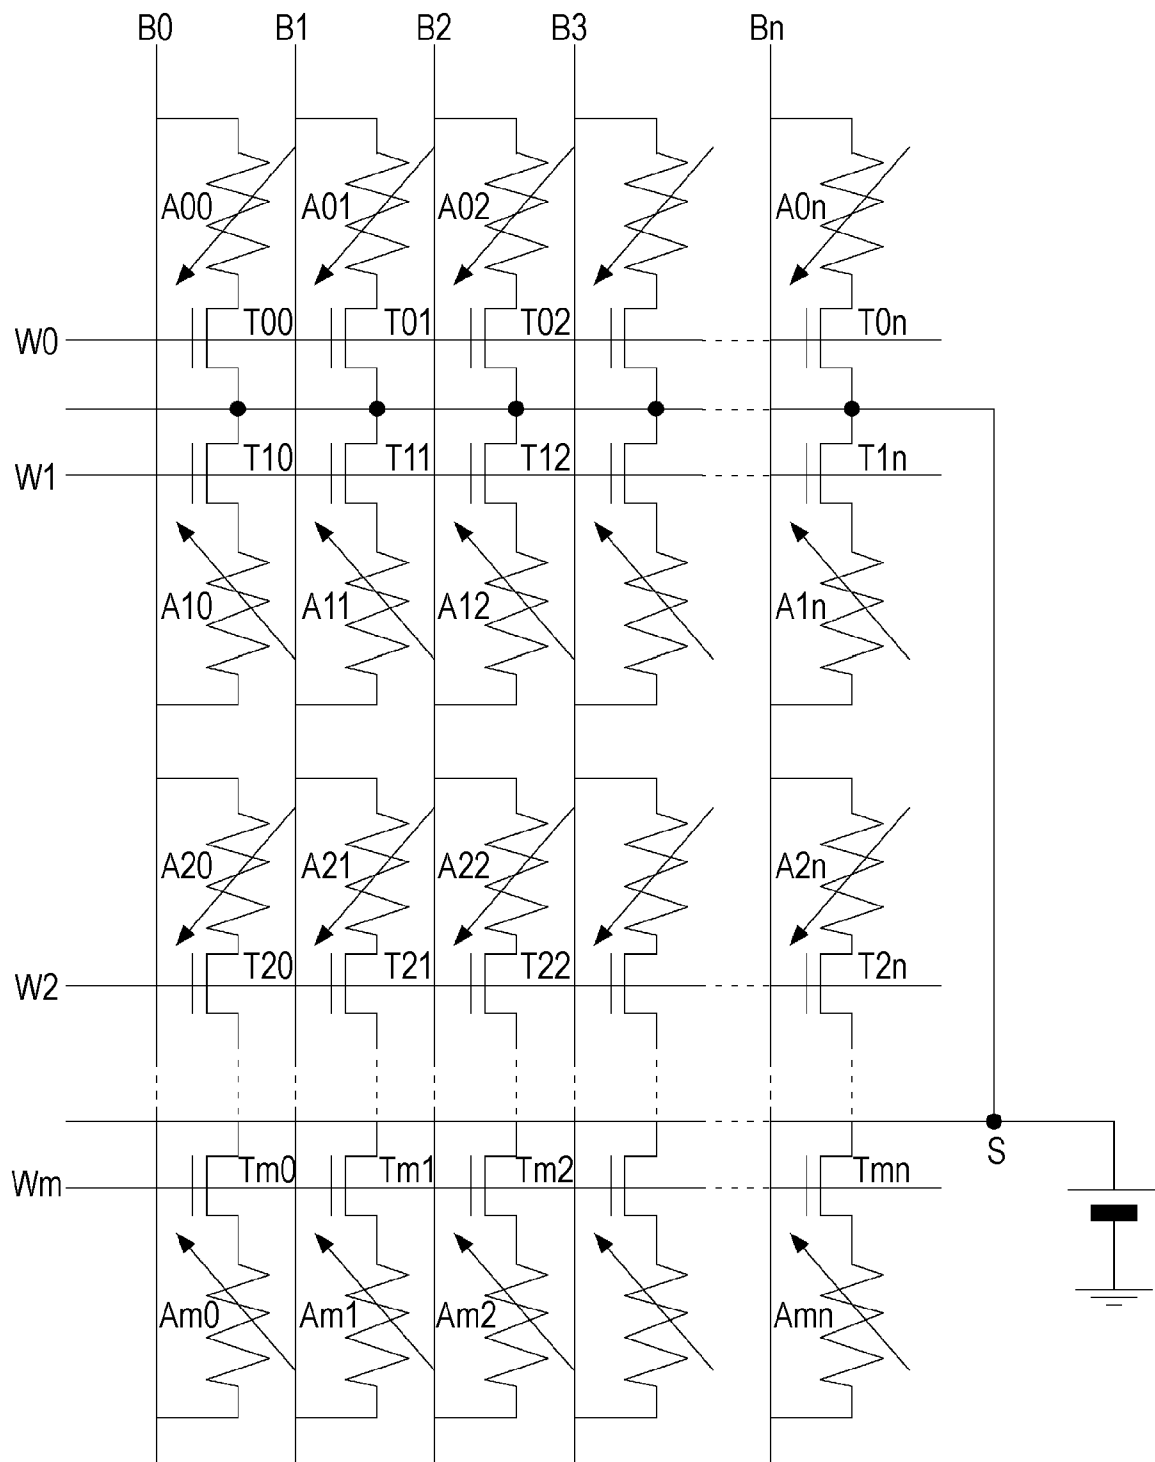 B0 B1 B2 B3 Bn
A00 A01 A02 A0n
T00 T01 T02 T0n
W0
T10 T11 T12 T1n
W1
A10 A11 A12 A1n
A20 A21 A22 A2n
T20 T21 T22 T2n
W2
S
Tm0 Tm1 Tm2 Tmn
Wm
Am0 Am1 Am2 Amn